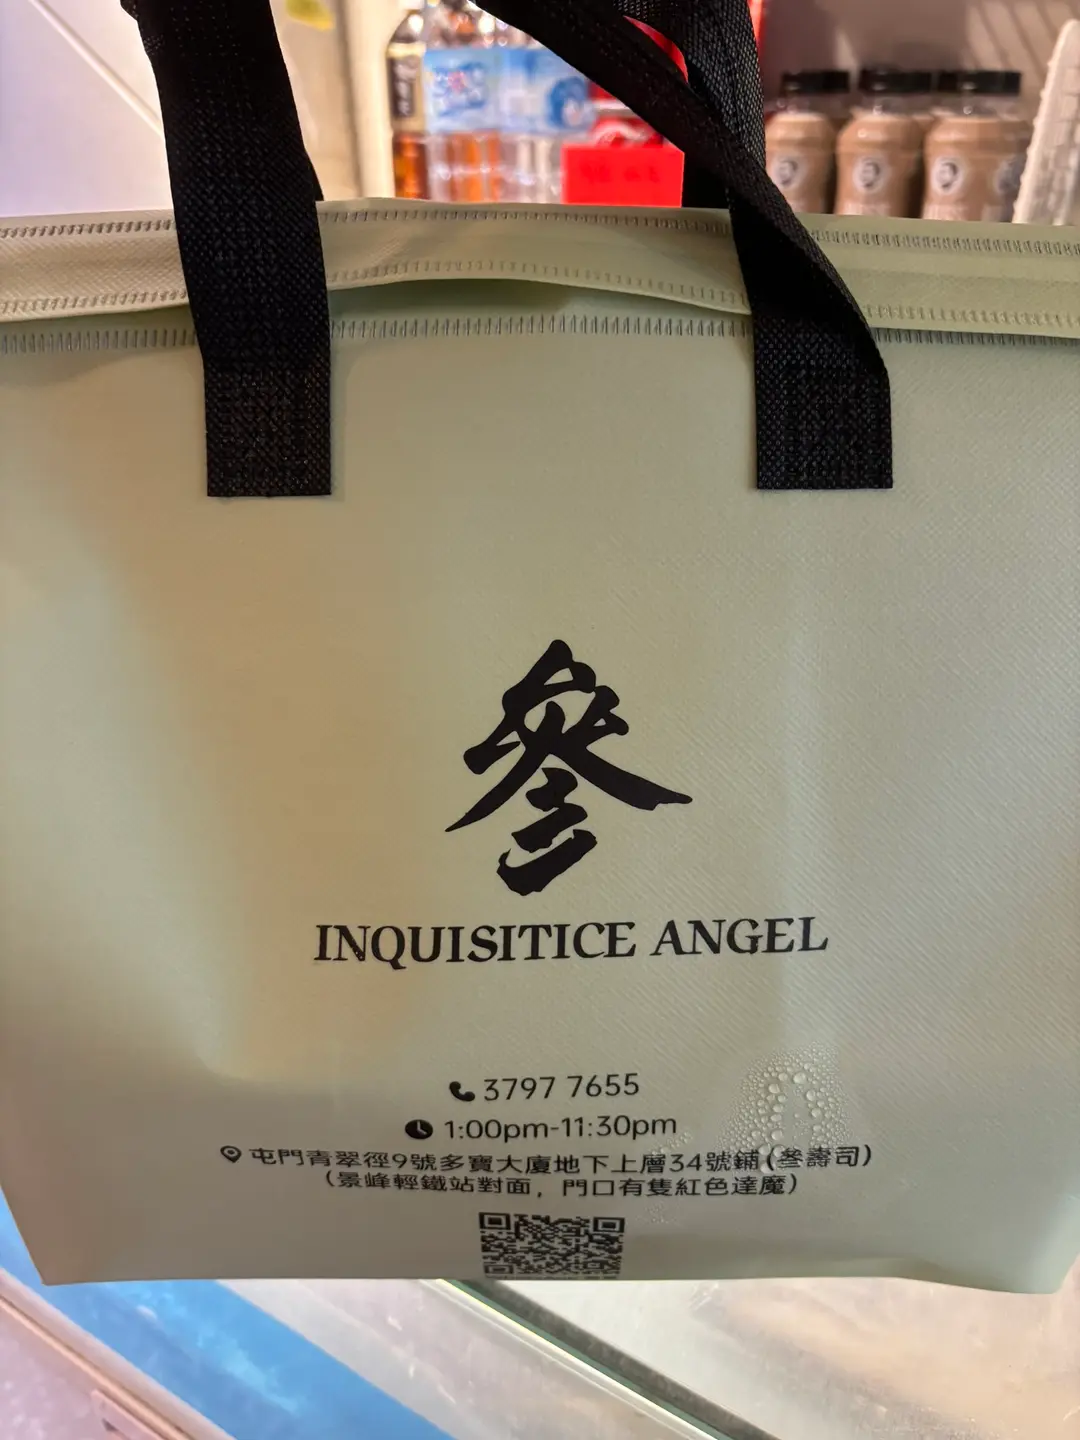 叄
INQUISITICE ANGEL
3797 7655
1:00pm-11:30pm
屯門青翠徑9號多寶大廈地下上層34號鋪(叄壽司)
(景峰輕鐵站對面，門口有隻紅色達魔)